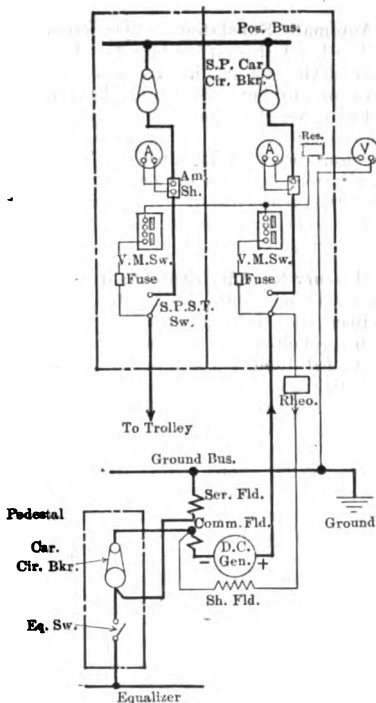 Pos. Bus.
S.P. Car.
Cir. Bkr.
Res.
A
A
V
Am.
Sh.
V.M.Sw.
V.M.Sw.
Fuse
Fuse
S.P.S.T.
Sw.
Rheo.
To Trolley
Ground Bus.
Ser. Fld.
Pedestal
Comm. Fld.
Ground
Car.
Cir. Bkr.
D.C.
Gen.
- +
Sh. Fld.
Eq. Sw.
Equalizer